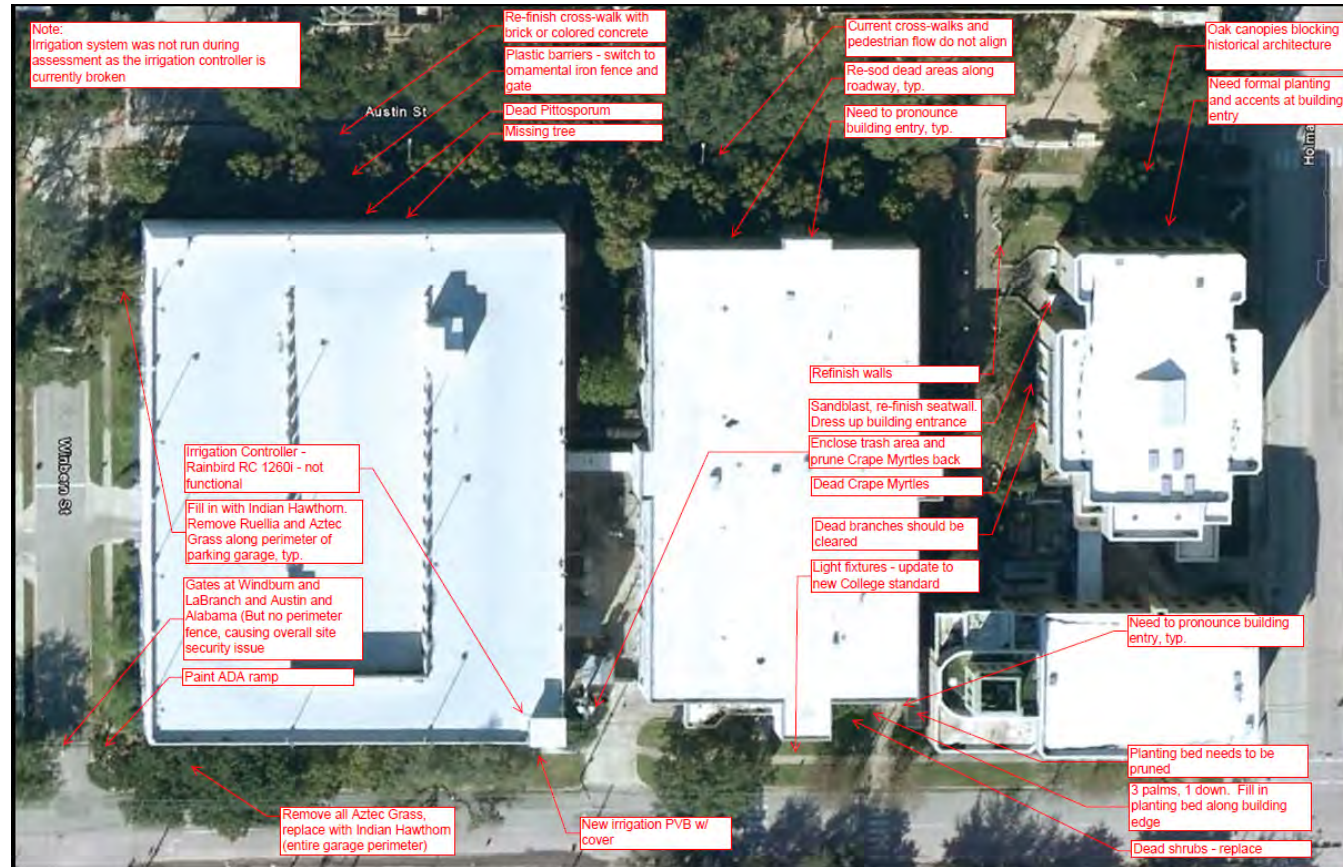 Note:
Irrigation system was not run during
assessment as the irrigation controller is
currently broken
Re-finish cross-walk with
brick or colored concrete
Plastic barriers - switch to
ornamental iron fence and
gate
Austin St
Dead Pittosporum
Missing tree
Current cross-walks and
pedestrian flow do not align
Re-sod dead areas along
roadway, typ.
Need to pronounce
building entry, typ.
Oak canopies blocking
historical architecture
Need formal planting
and accents at building
entry
Holma
Refinish walls
Sandblast, re-finish seatwall.
Dress up building entrance
Enclose trash area and
prune Crape Myrtles back
Dead Crape Myrtles
Dead branches should be
cleared
Light fixtures - update to
new College standard
Winbern St
Irrigation Controller -
Rainbird RC 1260i - not
functional
Fill in with Indian Hawthorn.
Remove Ruellia and Aztec
Grass along perimeter of
parking garage, typ.
Gates at Windburn and
LaBranch and Austin and
Alabama (But no perimeter
fence, causing overall site
security issue
Paint ADA ramp
Need to pronounce building
entry, typ.
Planting bed needs to be
pruned
3 palms, 1 down. Fill in
planting bed along building
edge
Dead shrubs - replace
Remove all Aztec Grass,
replace with Indian Hawthorn
(entire garage perimeter)
New irrigation PVB w/
cover